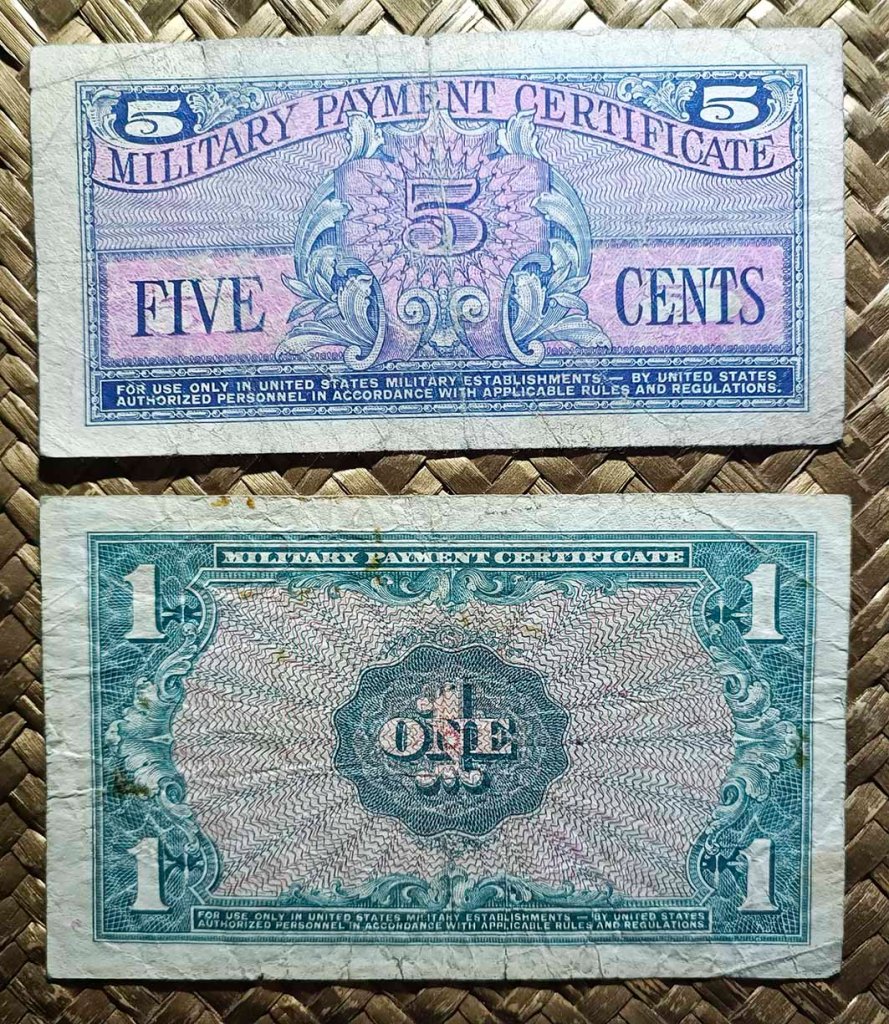 5 5
MILITARY PAYMENT CERTIFICATE
5
FIVE CENTS
FOR USE ONLY IN UNITED STATES MILITARY ESTABLISHMENTS — BY UNITED STATES
AUTHORIZED PERSONNEL IN ACCORDANCE WITH APPLICABLE RULES AND REGULATIONS.
MILITARY PAYMENT CERTIFICATE
1 1
1
ONE
1 1
FOR USE ONLY IN UNITED STATES MILITARY ESTABLISHMENTS — BY UNITED STATES
AUTHORIZED PERSONNEL IN ACCORDANCE WITH APPLICABLE RULES AND REGULATIONS